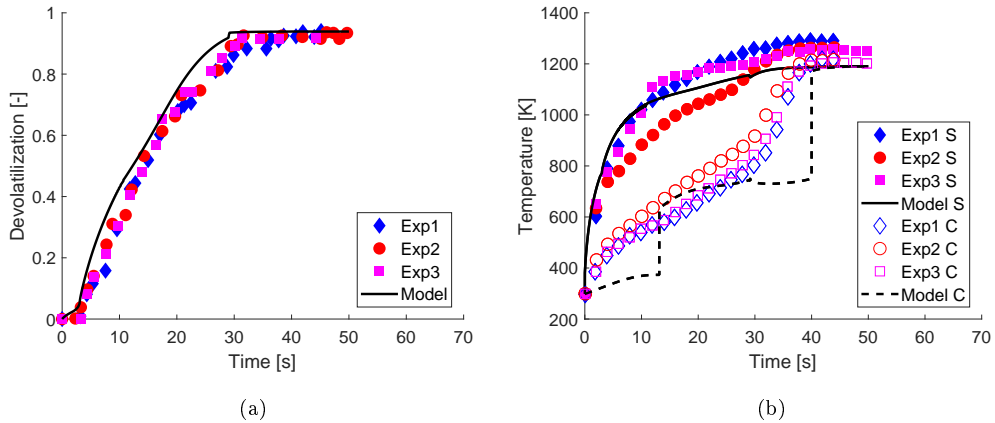 1
0.8
0.6
0.4
0.2
0
Devolatilization [-]
0 10 20 30 40 50 60 70
Time [s]
Exp1
Exp2
Exp3
Model
(a)
1400
1200
1000
800
600
400
200
Temperature [K]
0 10 20 30 40 50 60 70
Time [s]
Exp1 S
Exp2 S
Exp3 S
Model S
Exp1 C
Exp2 C
Exp3 C
Model C
(b)